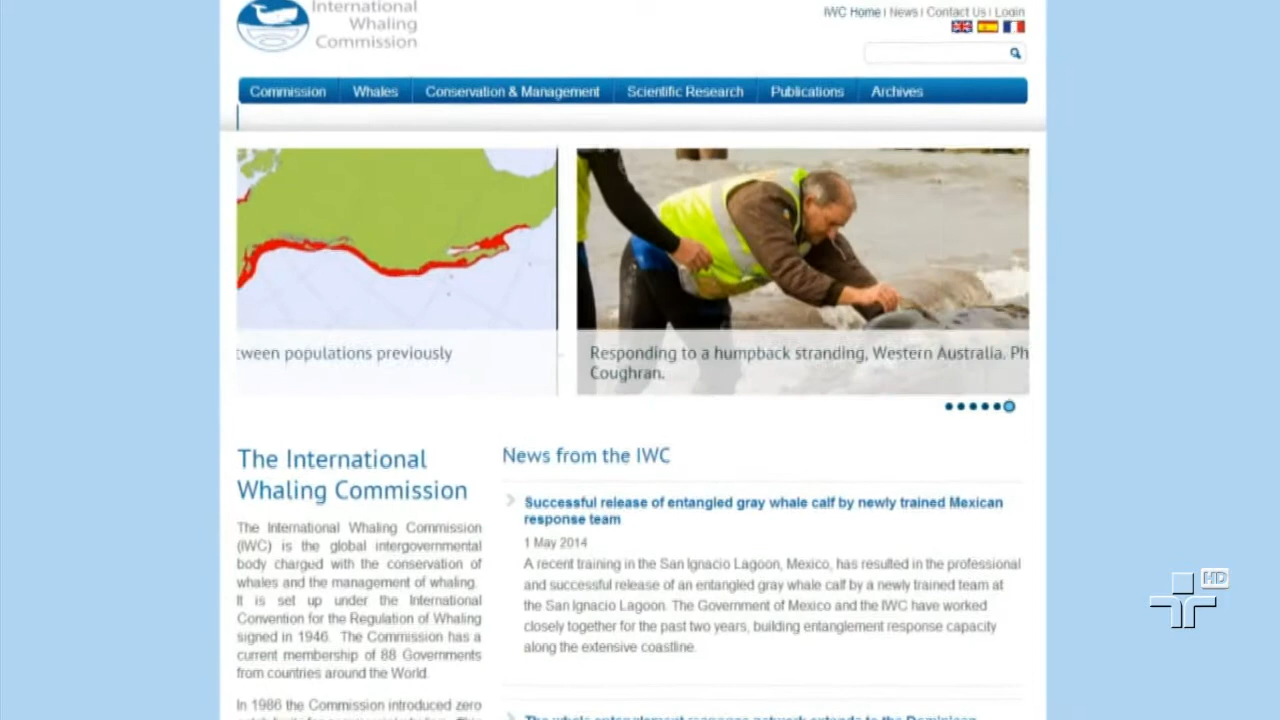 International
Whaling
Commission
IWC Home | News | Contact Us | Login
Commission Whales Conservation & Management Scientific Research Publications Archives
tween populations previously
Responding to a humpback stranding, Western Australia. Ph
Coughran.
The International
Whaling Commission
The International Whaling Commission
(IWC) is the global intergovernmental
body charged with the conservation of
whales and the management of whaling.
It is set up under the International
Convention for the Regulation of Whaling
signed in 1946. The Commission has a
current membership of 88 Governments
from countries around the World.
In 1986 the Commission introduced zero
News from the IWC
Successful release of entangled gray whale calf by newly trained Mexican
response team
1 May 2014
A recent training in the San Ignacio Lagoon, Mexico, has resulted in the professional
and successful release of an entangled gray whale calf by a newly trained team at
the San Ignacio Lagoon. The Government of Mexico and the IWC have worked
closely together for the past two years, building entanglement response capacity
along the extensive coastline.
HD